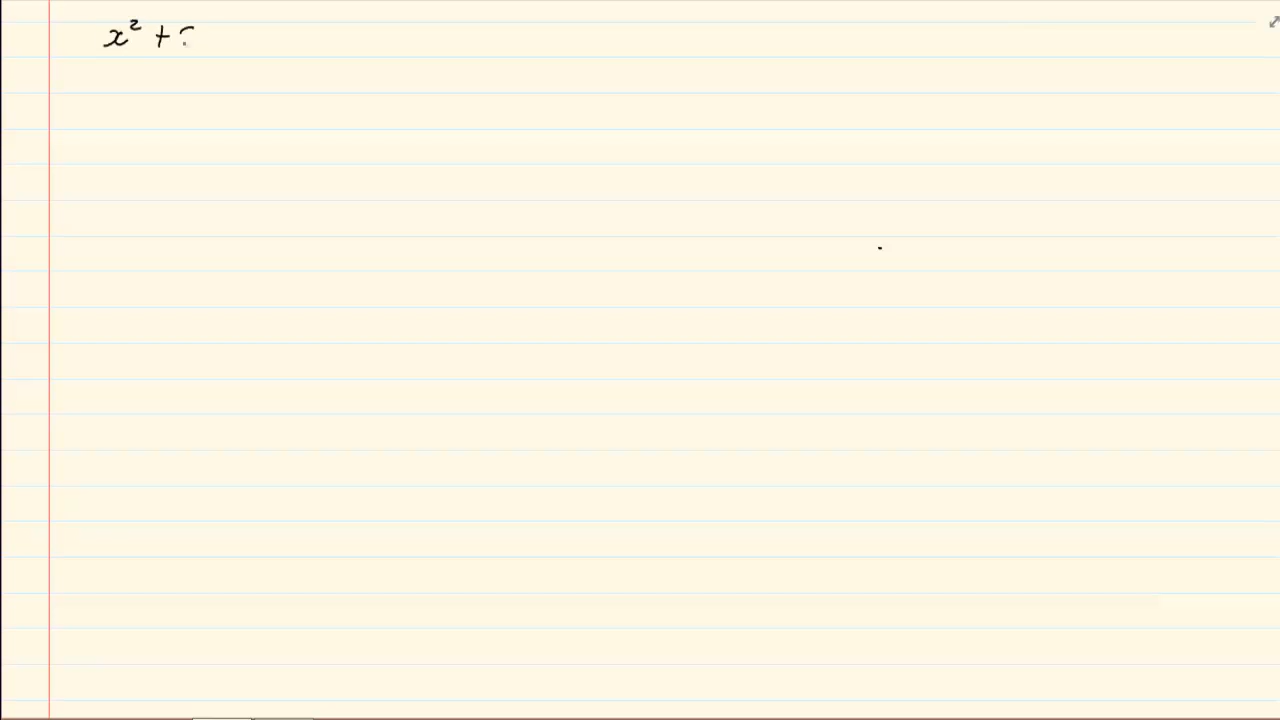 x² +